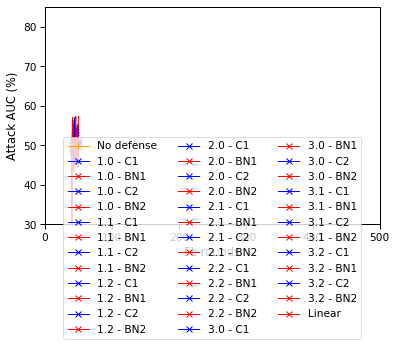 85
80
70
60
50
40
30
Attack AUC (%)
0
500
No defense
1.0 - C1
1.0 - BN1
1.0 - C2
1.0 - BN2
1.1 - C1
1.1 - BN1
1.1 - C2
1.1 - BN2
1.2 - C1
1.2 - BN1
1.2 - C2
1.2 - BN2
2.0 - C1
2.0 - BN1
2.0 - C2
2.0 - BN2
2.1 - C1
2.1 - BN1
2.1 - C2
2.1 - BN2
2.2 - C1
2.2 - BN1
2.2 - C2
2.2 - BN2
3.0 - C1
3.0 - BN1
3.0 - C2
3.0 - BN2
3.1 - C1
3.1 - BN1
3.1 - C2
3.1 - BN2
3.2 - C1
3.2 - BN1
3.2 - C2
3.2 - BN2
Linear